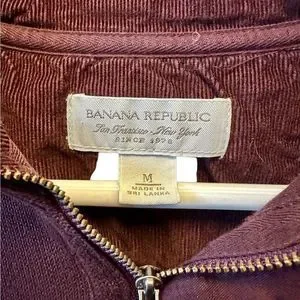 BANANA REPUBLIC
San Francisco - New York
SINCE 1978
M
MADE IN
SRI LANKA